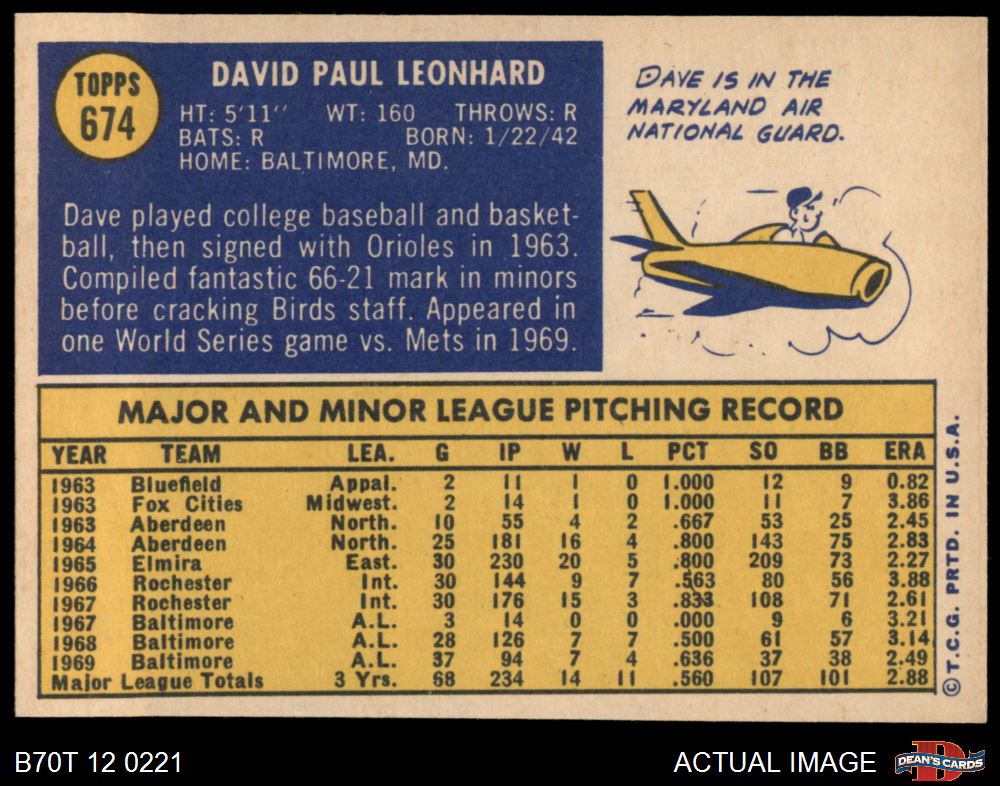 TOPPS
674
DAVID PAUL LEONHARD
HT: 5'11" WT: 160 THROWS: R
BATS: R BORN: 1/22/42
HOME: BALTIMORE, MD.
Dave played college baseball and basket-
ball, then signed with Orioles in 1963.
Compiled fantastic 66-21 mark in minors
before cracking Birds staff. Appeared in
one World Series game vs. Mets in 1969.
DAVE IS IN THE
MARYLAND AIR
NATIONAL GUARD.
MAJOR AND MINOR LEAGUE PITCHING RECORD
YEAR TEAM LEA. G IP W L PCT SO BB ERA
1963 Bluefield Appal. 2 11 1 0 1.000 12 9 0.82
1963 Fox Cities Midwest. 2 14 1 0 1.000 11 7 3.86
1963 Aberdeen North. 10 55 4 2 .667 53 25 2.45
1964 Aberdeen North. 25 181 16 4 .800 143 75 2.83
1965 Elmira East. 30 230 20 5 .800 209 73 2.27
1966 Rochester Int. 30 144 9 7 .563 80 56 3.88
1967 Rochester Int. 30 176 15 3 .833 108 71 2.61
1967 Baltimore A.L. 3 14 0 0 .000 9 6 3.21
1968 Baltimore A.L. 28 126 7 7 .500 61 57 3.14
1969 Baltimore A.L. 37 94 7 4 .636 37 38 2.49
Major League Totals 3 Yrs. 68 234 14 11 .560 107 101 2.88
© T.C.G. PRTD. IN U.S.A.
B70T 12 0221
ACTUAL IMAGE
DEAN'S CARDS